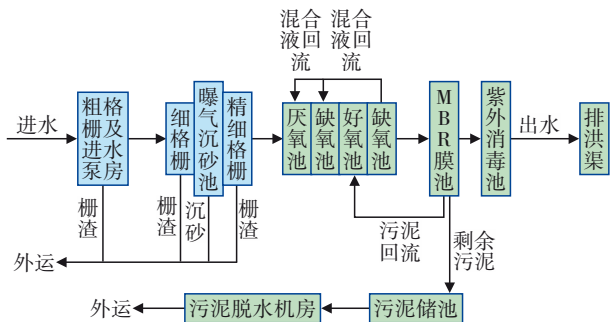 混合液回流
混合液回流
进水
粗格栅及进水泵房
细格栅
曝气沉砂池
精细格栅
厌氧池
缺氧池
好氧池
缺氧池
MBR膜池
紫外消毒池
出水
排洪渠
栅渣
栅渣
沉砂
栅渣
污泥回流
剩余污泥
外运
外运
污泥脱水机房
污泥储池